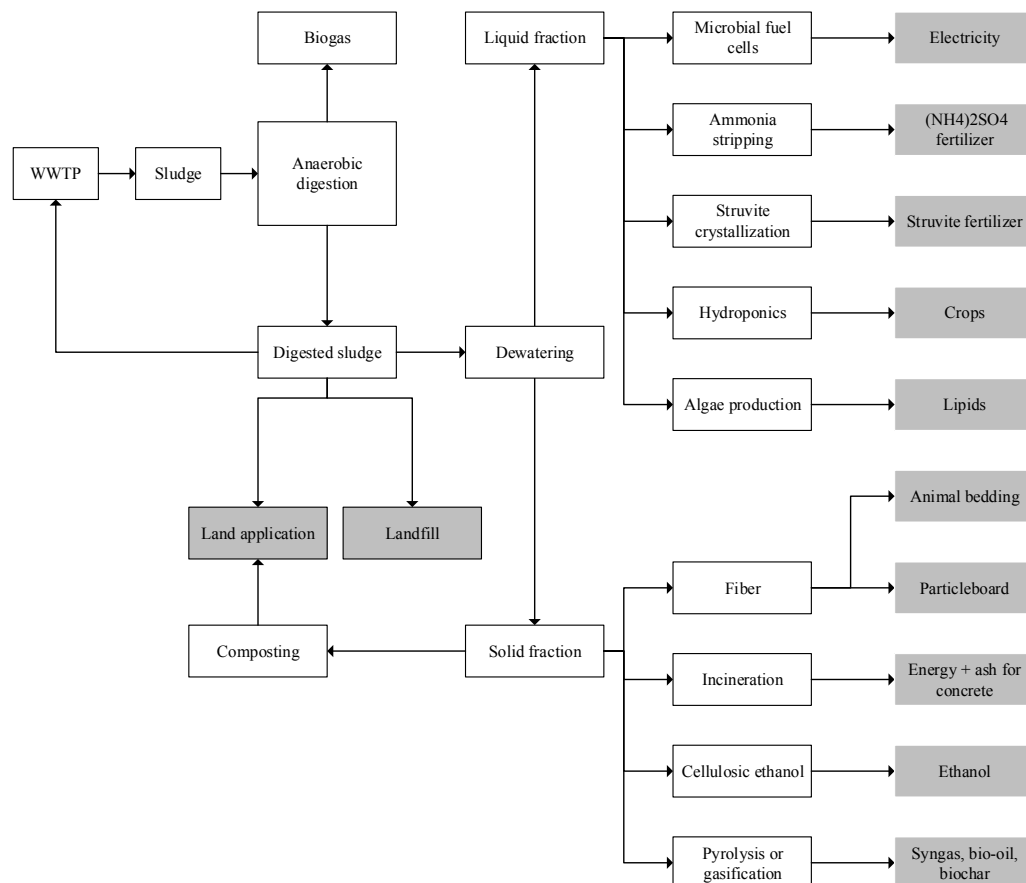 Biogas
Liquid fraction
Microbial fuel
cells
Electricity
Ammonia
stripping
(NH4)2SO4
fertilizer
WWTP
Sludge
Anaerobic
digestion
Struvite
crystallization
Struvite fertilizer
Hydroponics
Crops
Digested sludge
Dewatering
Algae production
Lipids
Animal bedding
Land application
Landfill
Fiber
Particleboard
Composting
Solid fraction
Incineration
Energy + ash for
concrete
Cellulosic ethanol
Ethanol
Pyrolysis or
gasification
Syngas, bio-oil,
biochar